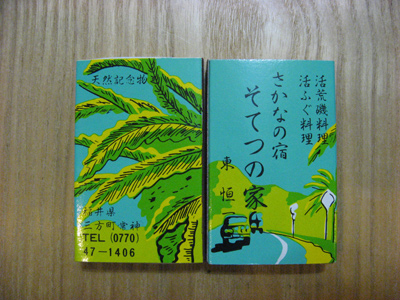 天然記念物
福井県
三方町常神
TEL (0770)
47-1406
活荒磯料理
活ふぐ料理
さかなの宿
そてつの家
東 恒